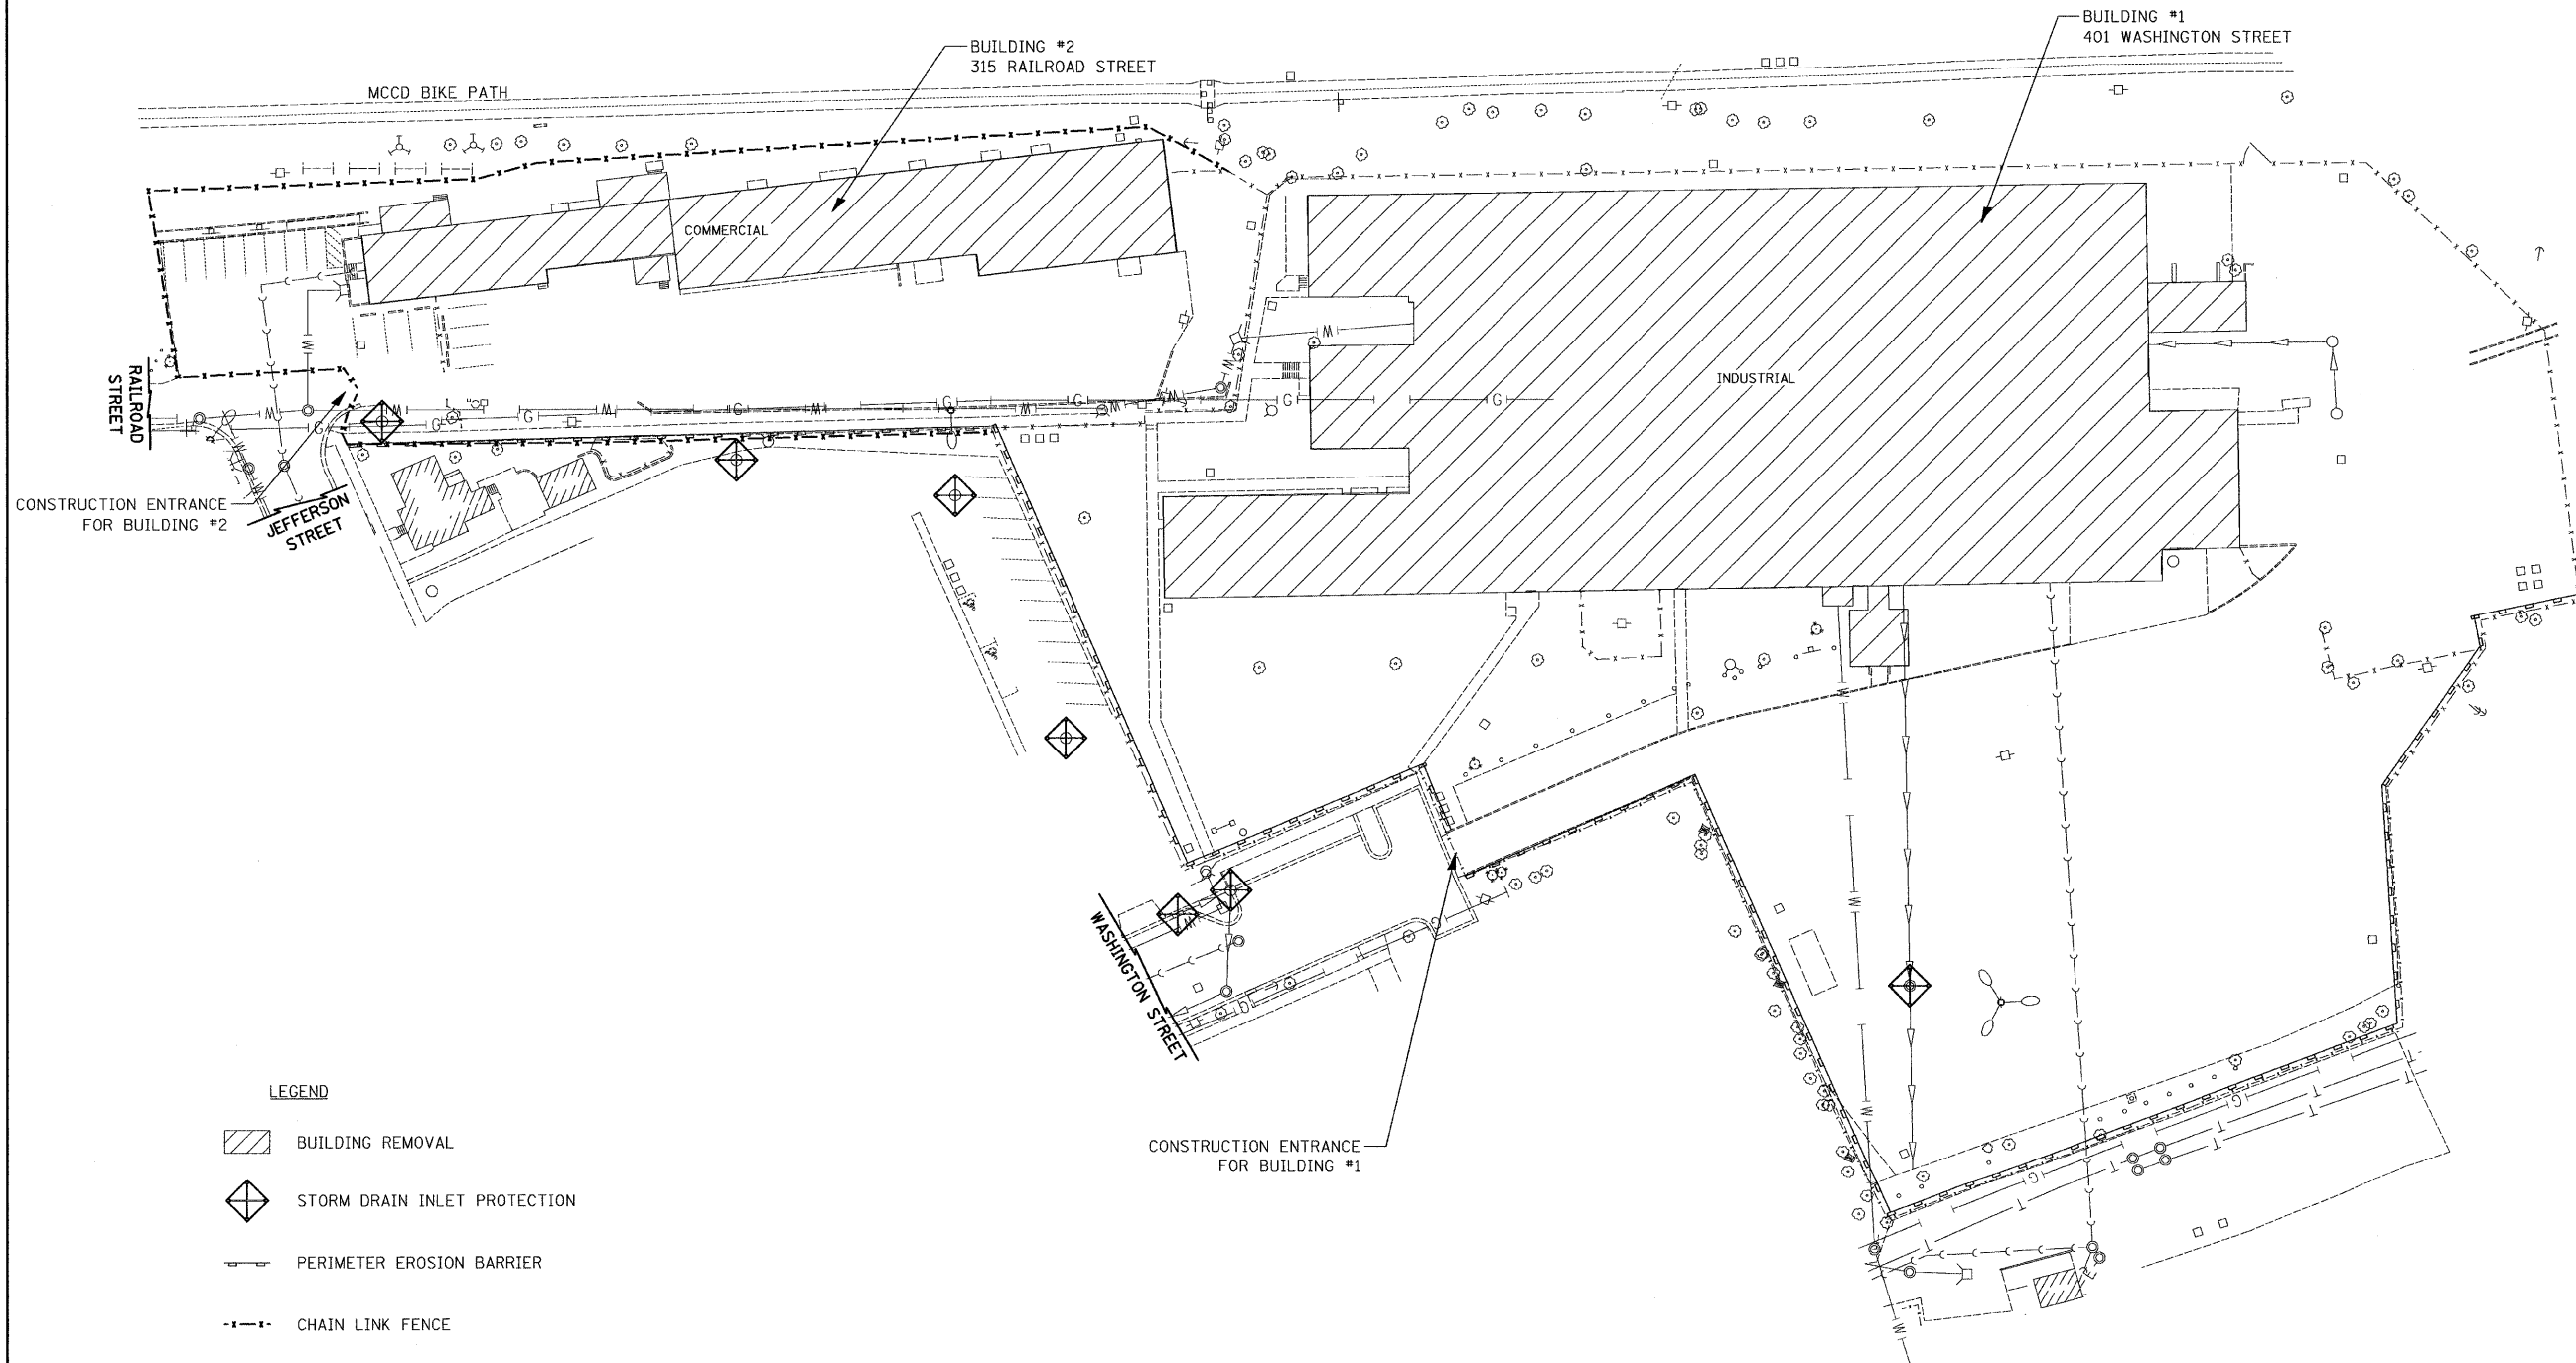 BUILDING #1
401 WASHINGTON STREET
BUILDING #2
315 RAILROAD STREET
MCCD BIKE PATH
COMMERCIAL
INDUSTRIAL
RAILROAD
STREET
CONSTRUCTION ENTRANCE
FOR BUILDING #2
JEFFERSON
STREET
WASHINGTON STREET
CONSTRUCTION ENTRANCE
FOR BUILDING #1
LEGEND
BUILDING REMOVAL
STORM DRAIN INLET PROTECTION
PERIMETER EROSION BARRIER
CHAIN LINK FENCE